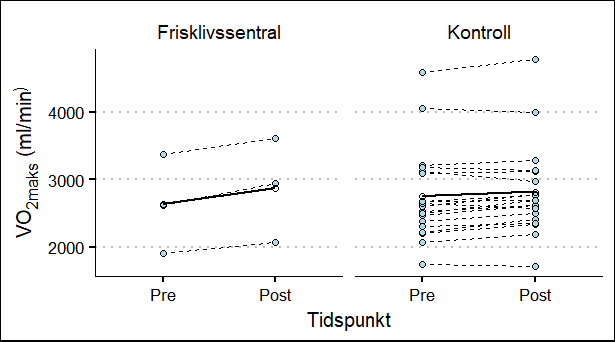 Frisklivssentral
Kontroll
VO2maks (ml/min)
4000
3000
2000
Pre
Post
Pre
Post
Tidspunkt